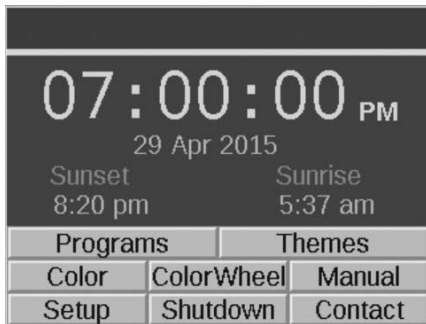 07:00:00 PM
29 Apr 2015
Sunset Sunrise
8:20 pm 5:37 am
Programs Themes
Color ColorWheel Manual
Setup Shutdown Contact